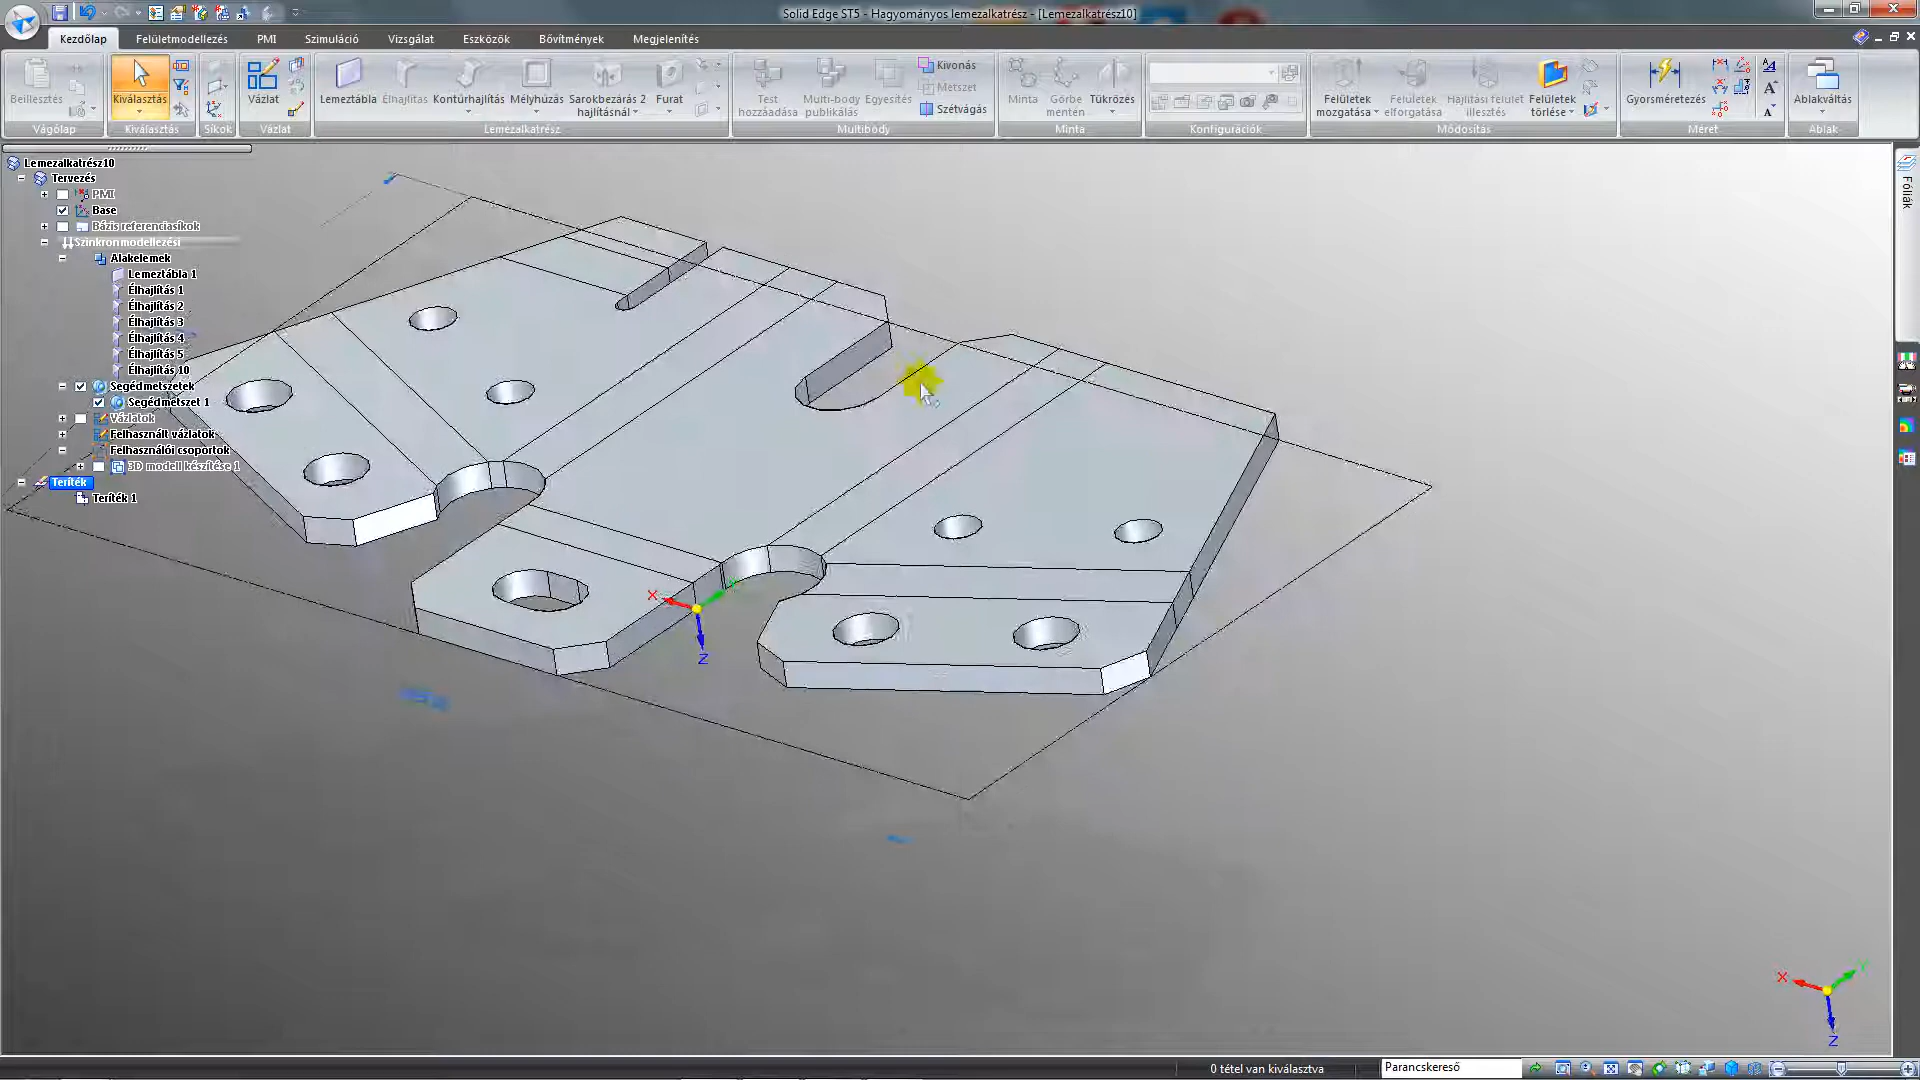 Solid Edge ST5 - Hagyományos lemezalkatrész - [Lemezalkatrész10]
Kezdőlap
Felületmodellezés
PMI
Szimuláció
Vizsgálat
Eszközök
Bővítmények
Megjelenítés
Beillesztés
Vágólap
Kiválasztás
Kiválasztás
Síkok
Vázlat
Vázlat
Lemeztábla
Élhajlítás
Kontúrhajlítás
Mélyhúzás
Sarokbezárás 2 hajlításnál
Furat
Lemezalkatrész
Test hozzáadása
Multi-body publikálás
Egyesítés
Kivonás
Metszet
Szétvágás
Multibody
Minta
Görbe mentén
Tükrözés
Minta
Konfigurációk
Felületek mozgatása
Felületek elforgatása
Hajlítási felület illesztés
Felületek törlése
Módosítás
Gyorsméretezés
Méret
Ablakváltás
Ablak
Lemezalkatrész10
Tervezés
PMI
Base
Bázis referenciasíkok
Szinkronmodellezési
Alakelemek
Lemeztábla 1
Élhajlítás 1
Élhajlítás 2
Élhajlítás 3
Élhajlítás 4
Élhajlítás 5
Élhajlítás 10
Segédmetszetek
Segédmetszet 1
Vázlatok
Felhasznált vázlatok
Felhasználói csoportok
3D modell készítése 1
Teríték
Teríték 1
Fóliák
X
Z
X
Y
Z
0 tétel van kiválasztva
Parancskereső